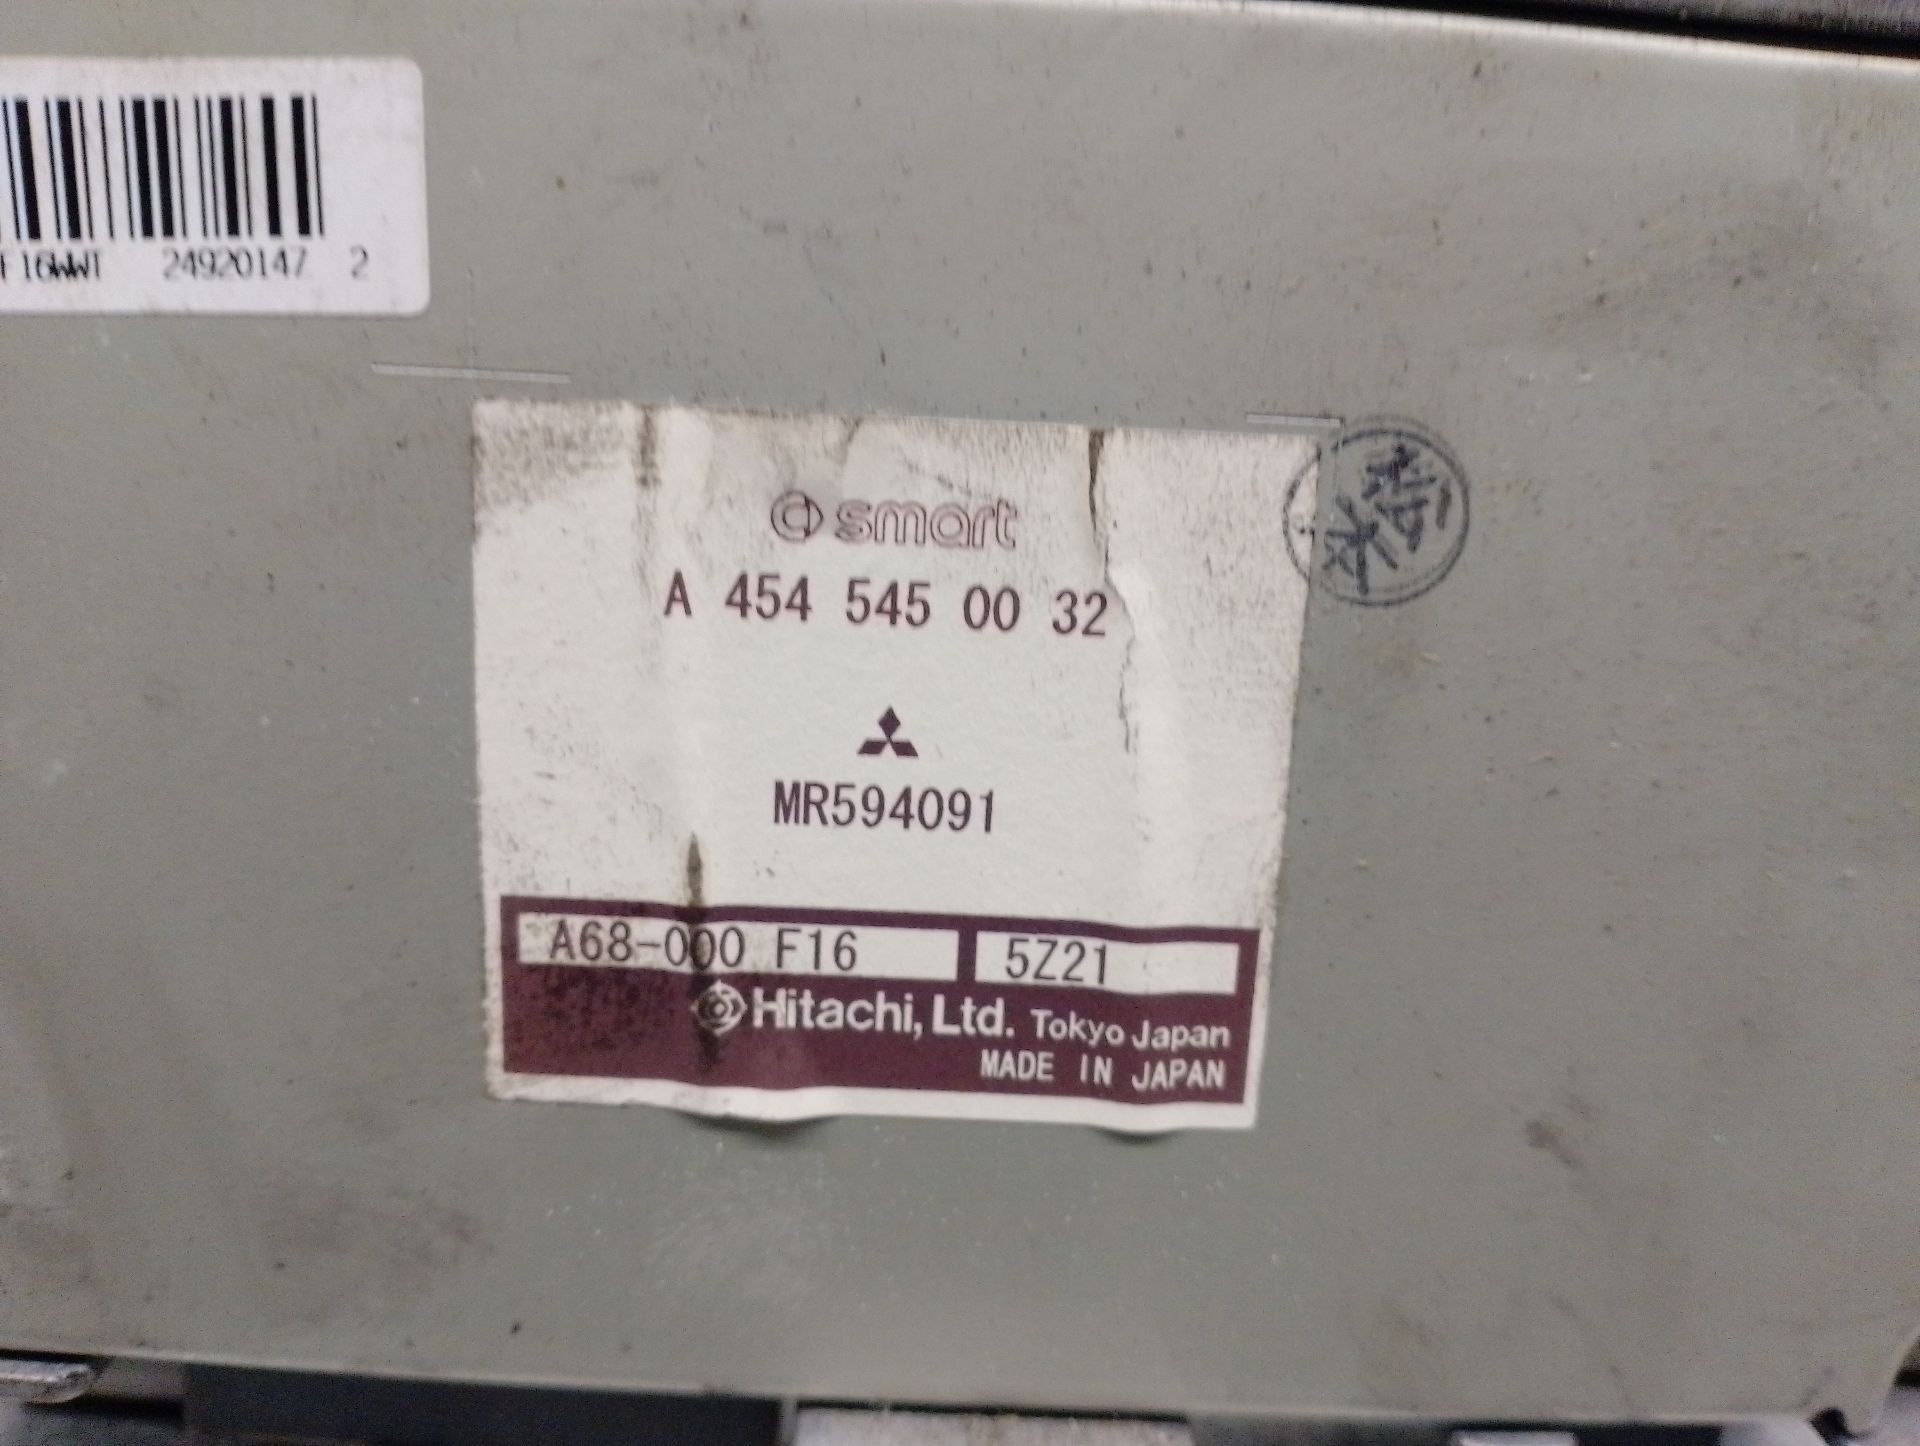 F16WWT 24920147 2
smart
A 454 545 00 32
MR594091
A68-000 F16 5Z21
Hitachi, Ltd. Tokyo Japan
MADE IN JAPAN